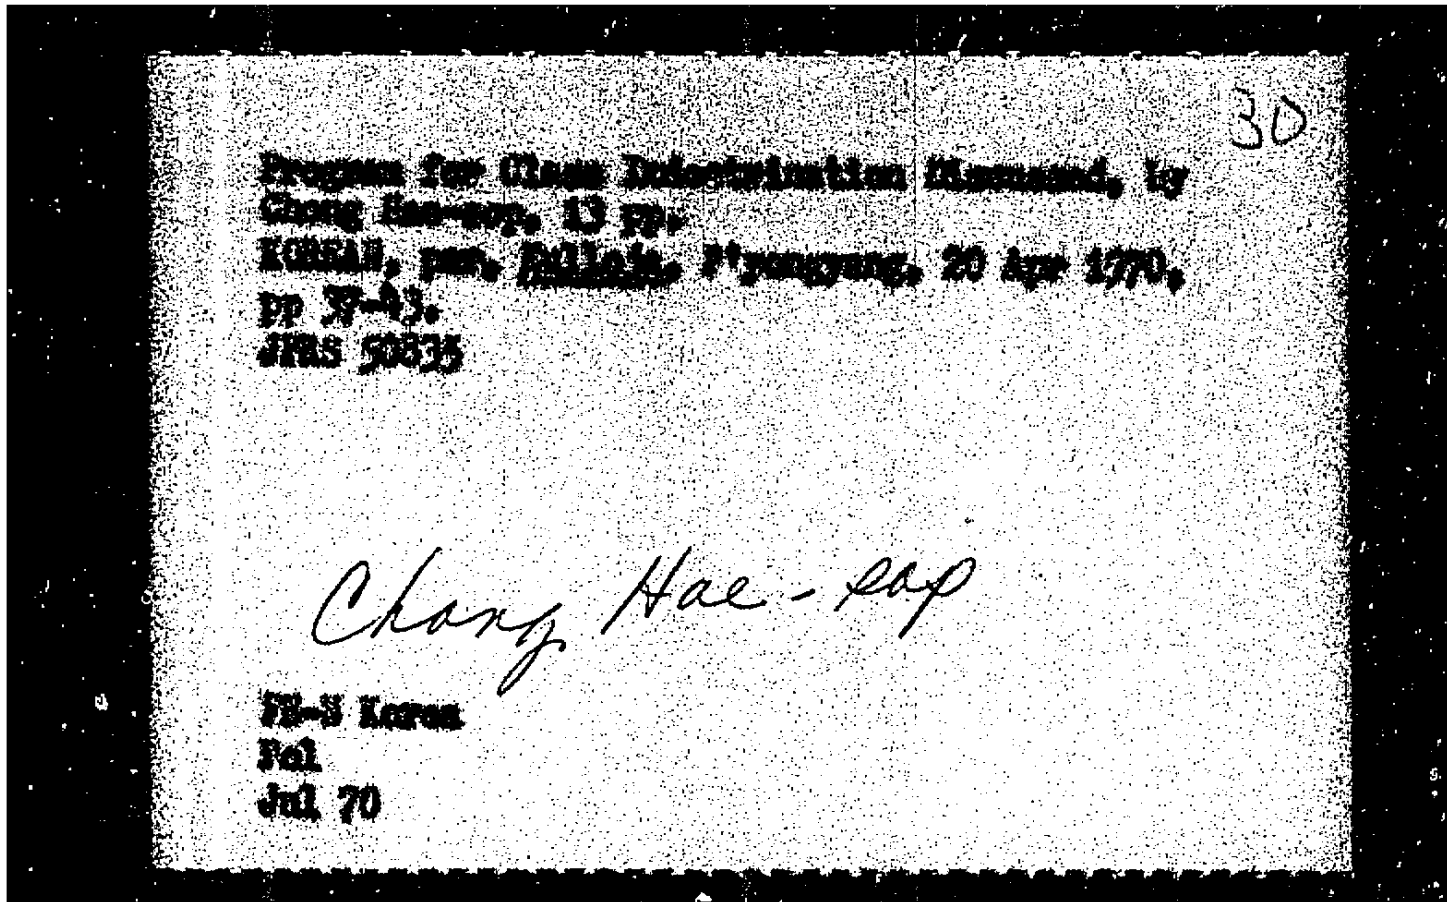 30
Program for Class Indoctrination Discussed, by
Chong Hae-sop, 13 pp.
KOREAN, per, Kulloja, P'yongyang, 20 Apr 1970,
pp 37-43.
JPRS 50835
Chong Hae-sop
FE-N Korea
Pol
Jul 70